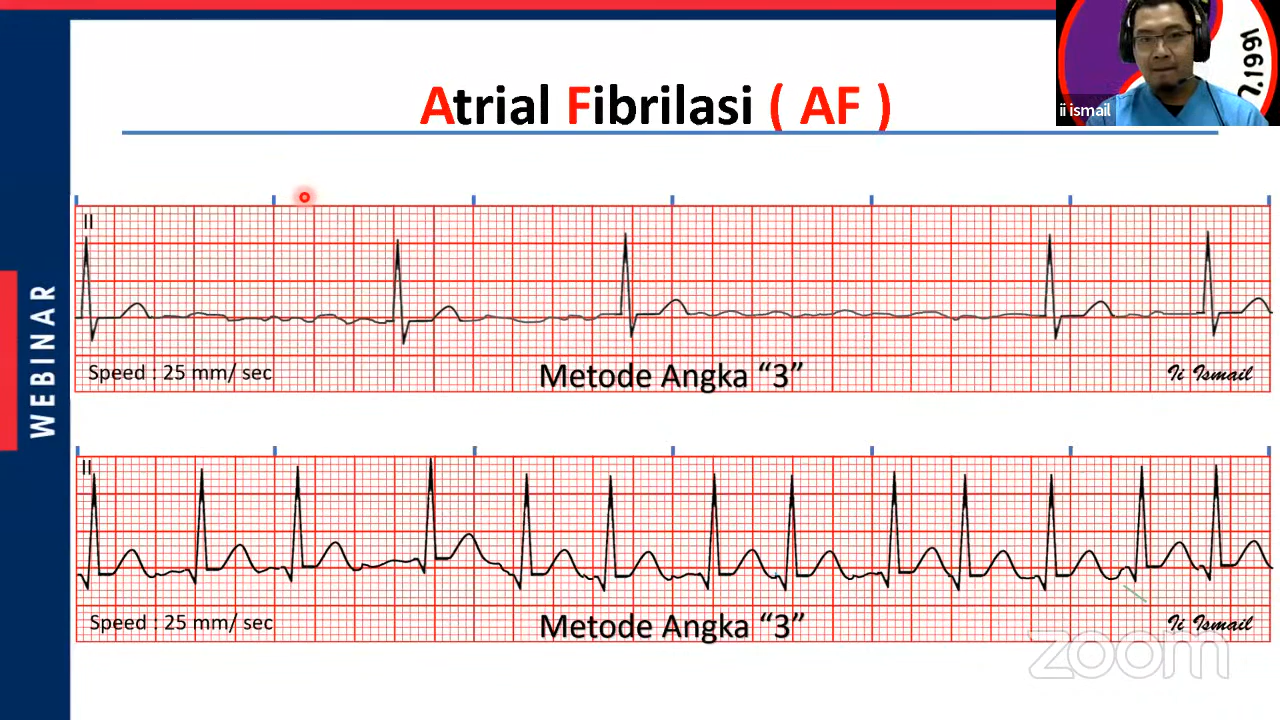 WEBINAR
Atrial Fibrilasi ( AF )
ii ismail
1991
II
Speed : 25 mm/ sec
Metode Angka “3”
Ii Ismail
II
Speed : 25 mm/ sec
Metode Angka “3”
Ii Ismail
zoom